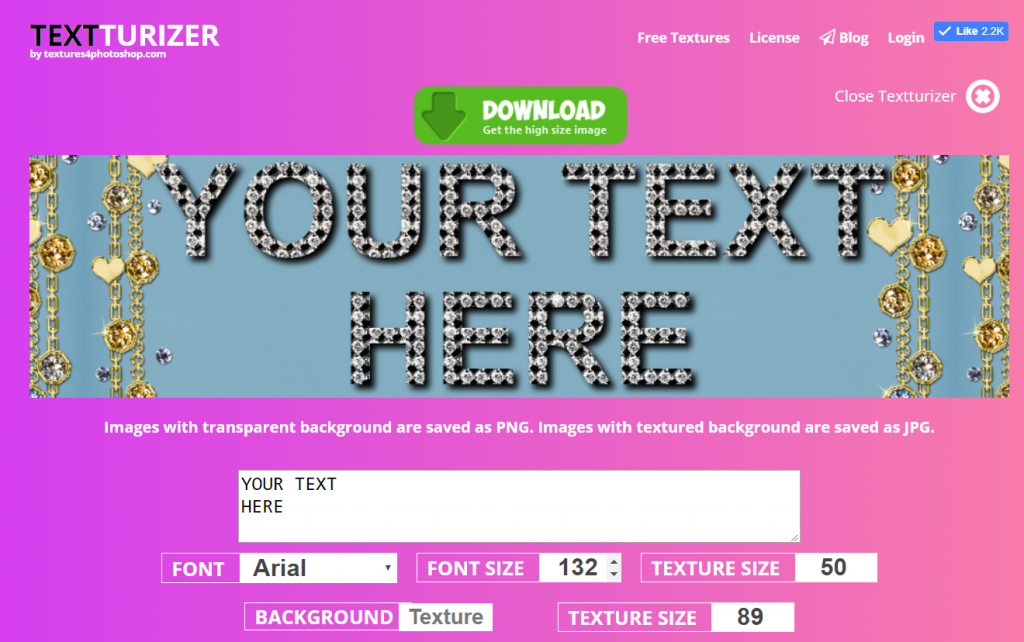 TEXTTURIZER
by textures4photoshop.com
Free Textures License Blog Login Like 2.2K
Close Textturizer
DOWNLOAD
Get the high size image
YOUR TEXT
HERE
Images with transparent background are saved as PNG. Images with textured background are saved as JPG.
YOUR TEXT
HERE
FONT Arial FONT SIZE 132 TEXTURE SIZE 50
BACKGROUND Texture TEXTURE SIZE 89